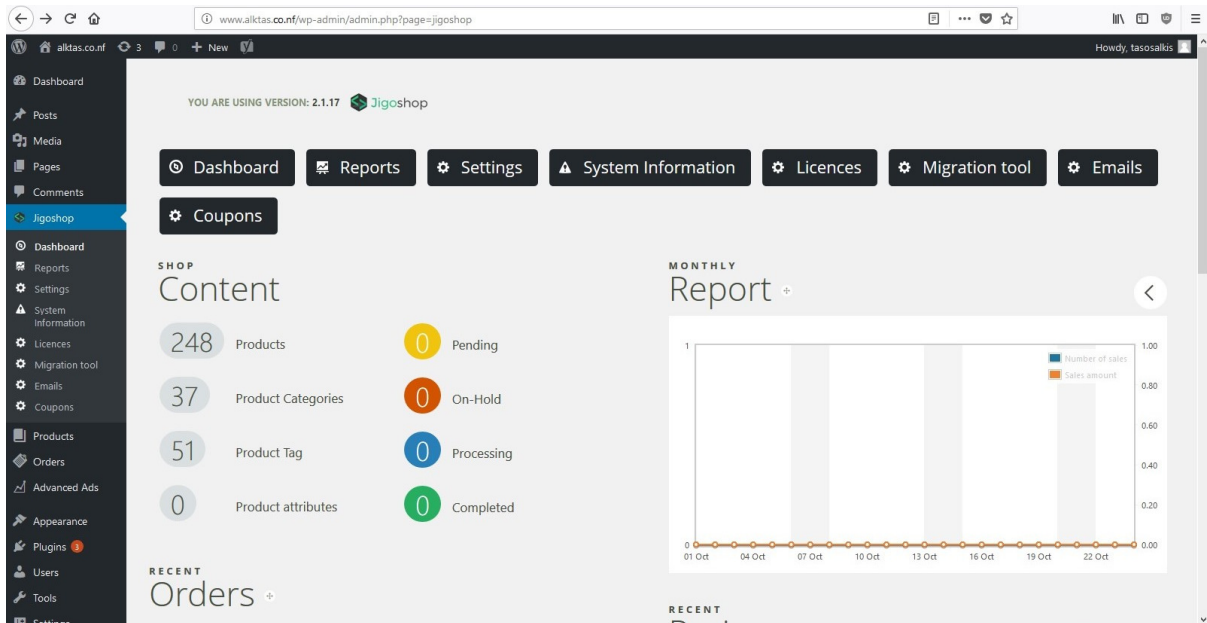 www.alktas.co.nf/wp-admin/admin.php?page=jigoshop
alktas.co.nf 3 0 + New Howdy, tasosalkis
Dashboard
Posts
Media
Pages
Comments
Jigoshop
Dashboard
Reports
Settings
System
Information
Licences
Migration tool
Emails
Coupons
Products
Orders
Advanced Ads
Appearance
Plugins 3
Users
Tools
Settings
YOU ARE USING VERSION: 2.1.17 Jigoshop
Dashboard Reports Settings System Information Licences Migration tool Emails
Coupons
SHOP
Content
248 Products 0 Pending
37 Product Categories 0 On-Hold
51 Product Tag 0 Processing
0 Product attributes 0 Completed
MONTHLY
Report
Number of sales
Sales amount
1
0
1.00
0.80
0.60
0.40
0.20
0.00
01 Oct 04 Oct 07 Oct 10 Oct 13 Oct 16 Oct 19 Oct 22 Oct
RECENT
Orders
RECENT